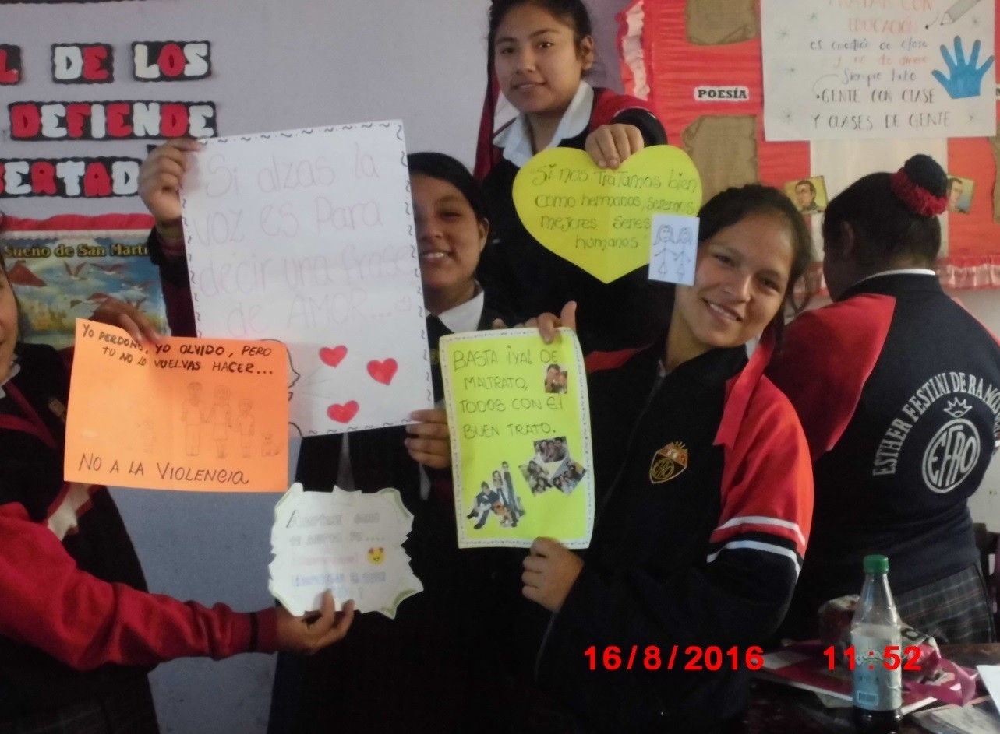 L DE LOS
DEFIENDE
ERTAD
Sueño de San Marti
POESÍA
TRATAR CON
EDUCACIÓN
es cuestión de clase
y no de dinero
Siempre habo
•GENTE CON CLASE
Y CLASES DE GENTE
Si alzas la
voz es Para
decir una Frase
de AMOR....
"Si nos Tratamos bien
como hermanos, seremos
mejores seres
humanos"
YO PERDONO, YO OLVIDO, PERO
TU NO LO VUELVAS HACER...
NO A LA VIOLENCIA
BASTA ¡YA! DE
MALTRATO,
TODOS CON El
BUEN TRATO.
ESTHER FESTINI DE RAMOS
EFRO
EFRO
16/8/2016 11:52